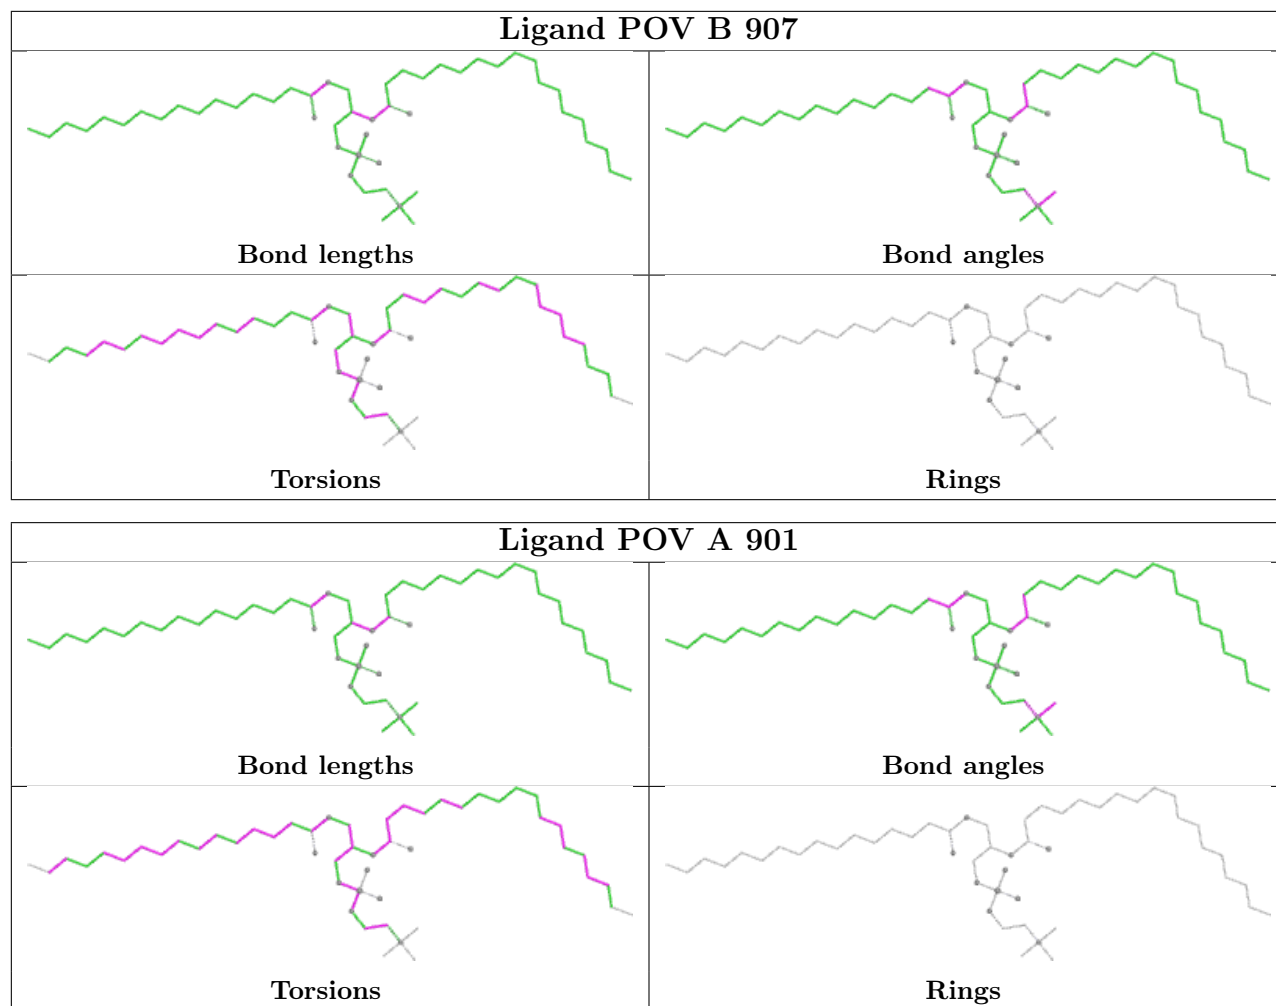 Ligand POV B 907
Bond lengths
Bond angles
Torsions
Rings
Ligand POV A 901
Bond lengths
Bond angles
Torsions
Rings